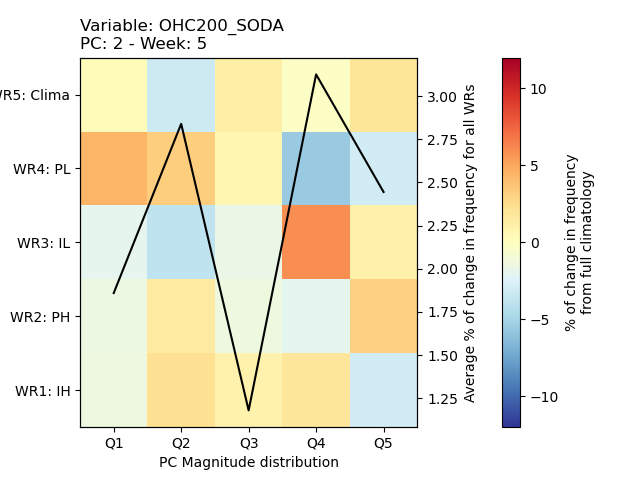 Variable: OHC200_SODA
PC: 2 - Week: 5
WR5: Clima
WR4: PL
WR3: IL
WR2: PH
WR1: IH
Q1 Q2 Q3 Q4 Q5
PC Magnitude distribution
3.00
2.75
2.50
2.25
2.00
1.75
1.50
1.25
Average % of change in frequency for all WRs
10
5
0
−5
−10
% of change in frequency
from full climatology